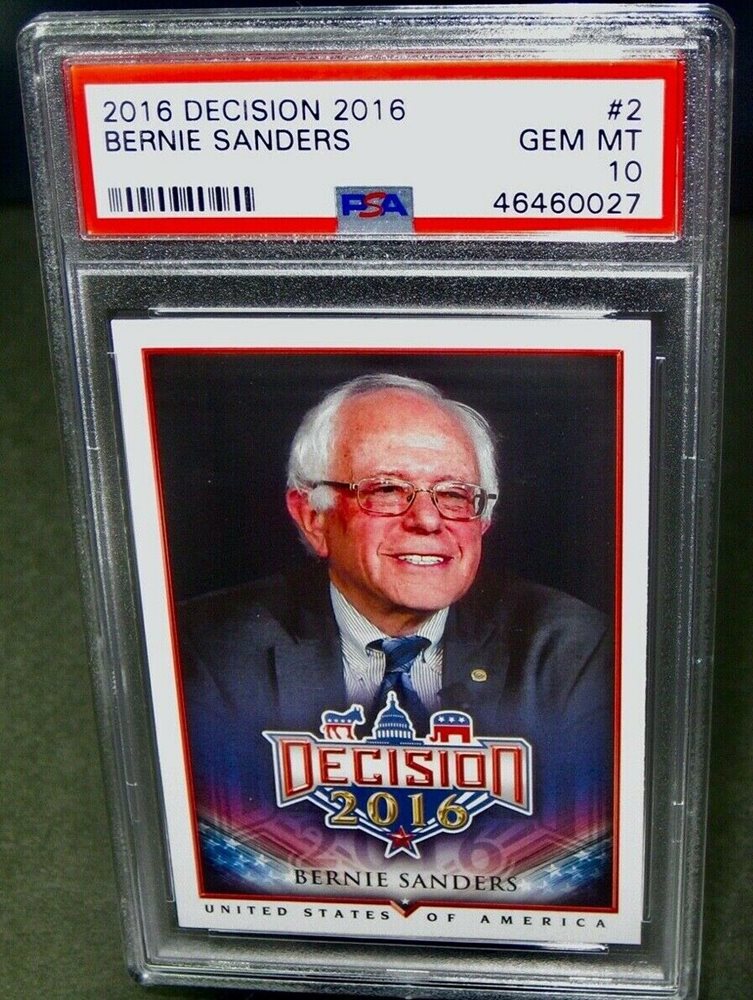 2016 DECISION 2016 #2
BERNIE SANDERS GEM MT
10
PSA 46460027
DECISION
2016
2016
BERNIE SANDERS
UNITED STATES OF AMERICA